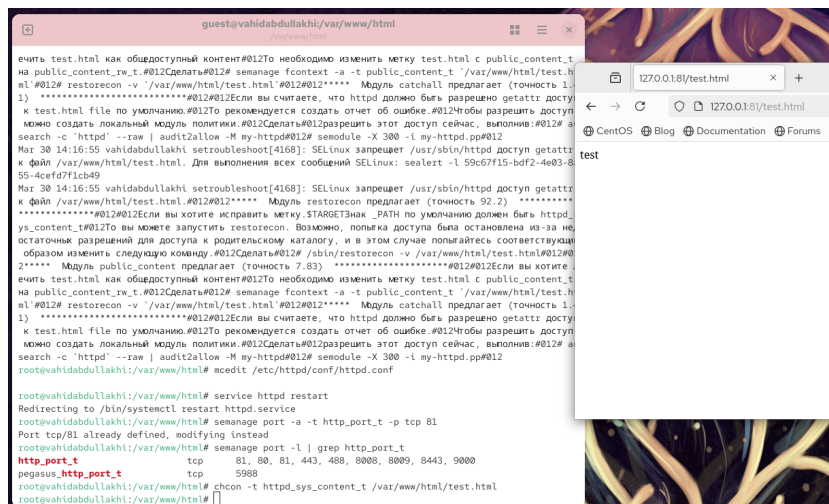 guest@vahidabdullakhi:/var/www/html
/var/www/html
ечить test.html как общедоступный контент#012То необходимо изменить метку test.html с public_content_t
на public_content_rw_t.#012Сделать#012# semanage fcontext -a -t public_content_t '/var/www/html/test.ht
ml'#012# restorecon -v '/var/www/html/test.html'#012#012***** Модуль catchall предлагает (точность 1.
1) **************************#012#012Если вы считаете, что httpd должно быть разрешено getattr досту
к test.html file по умолчанию.#012То рекомендуется создать отчет об ошибке.#012Чтобы разрешить доступ
можно создать локальный модуль политики.#012Сделать#012разрешить этот доступ сейчас, выполнив:#012# a
search -c 'httpd' --raw | audit2allow -M my-httpd#012# semodule -X 300 -i my-httpd.pp#012
Mar 30 14:16:55 vahidabdullakhi setroubleshoot[4168]: SELinux запрещает /usr/sbin/httpd доступ getattr
к файл /var/www/html/test.html. Для выполнения всех сообщений SELinux: sealert -l 59c67f15-bdf2-4e03-8
55-4cefd7f1cb49
Mar 30 14:16:55 vahidabdullakhi setroubleshoot[4168]: SELinux запрещает /usr/sbin/httpd доступ getattr
к файл /var/www/html/test.html.#012#012***** Модуль restorecon предлагает (точность 92.2) *********
**************#012#012Если вы хотите исправить метку.$TARGETЗнак _PATH по умолчанию должен быть httpd_
ys_content_t#012То вы можете запустить restorecon. Возможно, попытка доступа была остановлена из-за не
остаточных разрешений для доступа к родительскому каталогу, и в этом случае попытайтесь соответствующи
образом изменить следующую команду.#012Сделать#012# /sbin/restorecon -v /var/www/html/test.html#012#0
2***** Модуль public_content предлагает (точность 7.83) ********************#012#012Если вы хотите
ечить test.html как общедоступный контент#012То необходимо изменить метку test.html с public_content_t
на public_content_rw_t.#012Сделать#012# semanage fcontext -a -t public_content_t '/var/www/html/test.h
ml'#012# restorecon -v '/var/www/html/test.html'#012#012***** Модуль catchall предлагает (точность 1.
1) **************************#012#012Если вы считаете, что httpd должно быть разрешено getattr досту
к test.html file по умолчанию.#012То рекомендуется создать отчет об ошибке.#012Чтобы разрешить доступ
можно создать локальный модуль политики.#012Сделать#012разрешить этот доступ сейчас, выполнив:#012# a
search -c 'httpd' --raw | audit2allow -M my-httpd#012# semodule -X 300 -i my-httpd.pp#012
root@vahidabdullakhi:/var/www/html# mcedit /etc/httpd/conf/httpd.conf
root@vahidabdullakhi:/var/www/html# service httpd restart
Redirecting to /bin/systemctl restart httpd.service
root@vahidabdullakhi:/var/www/html# semanage port -a -t http_port_t -p tcp 81
Port tcp/81 already defined, modifying instead
root@vahidabdullakhi:/var/www/html# semanage port -l | grep http_port_t
http_port_t tcp 81, 80, 81, 443, 488, 8008, 8009, 8443, 9000
pegasus_http_port_t tcp 5988
root@vahidabdullakhi:/var/www/html# chcon -t httpd_sys_content_t /var/www/html/test.html
root@vahidabdullakhi:/var/www/html#
127.0.0.1:81/test.html
127.0.0.1:81/test.html
CentOS Blog Documentation Forums
test